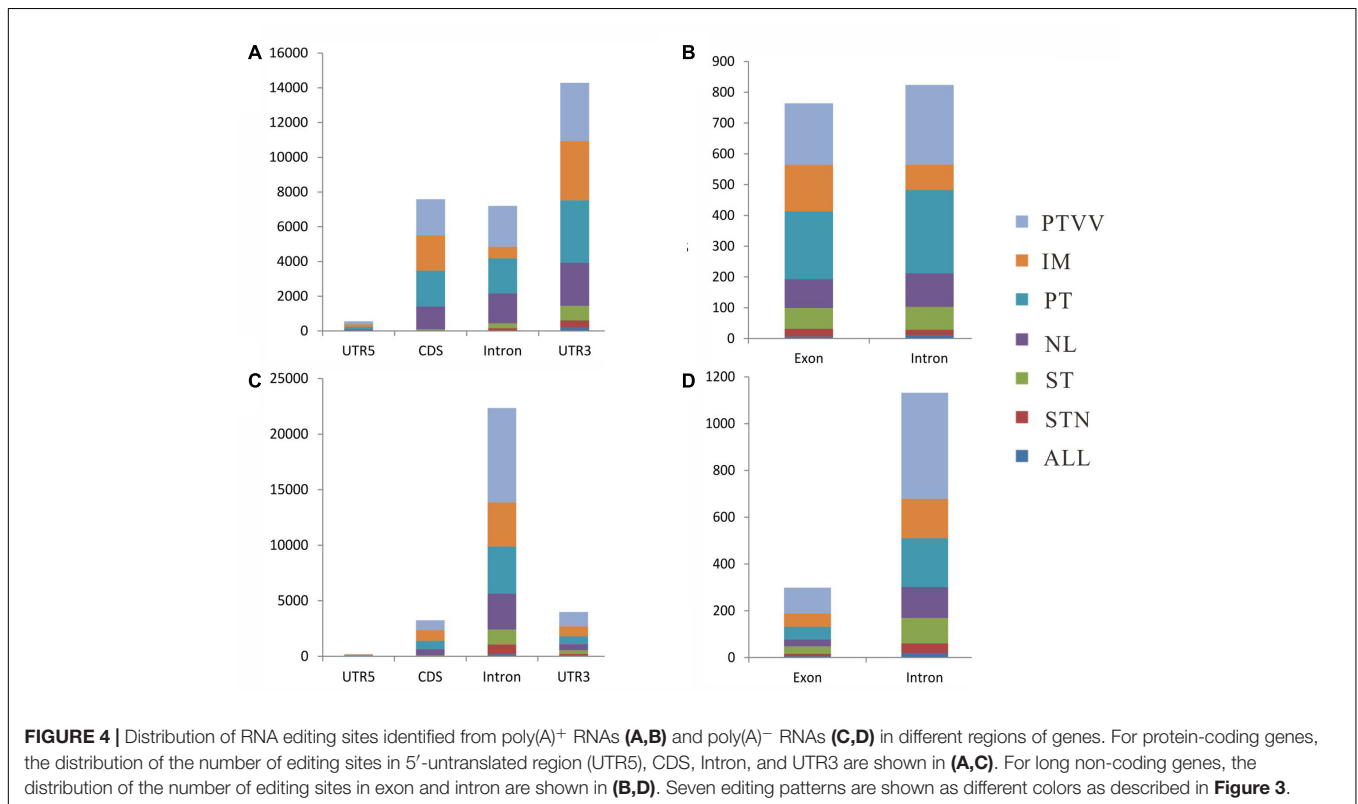 A
16000
14000
12000
10000
8000
6000
4000
2000
0
UTR5 CDS Intron UTR3
B
900
800
700
600
500
400
300
200
100
0
Exon Intron
C
25000
20000
15000
10000
5000
0
UTR5 CDS Intron UTR3
D
1200
1000
800
600
400
200
0
Exon Intron
PTVV
IM
PT
NL
ST
STN
ALL
FIGURE 4 | Distribution of RNA editing sites identified from poly(A)+ RNAs (A,B) and poly(A)− RNAs (C,D) in different regions of genes. For protein-coding genes,
the distribution of the number of editing sites in 5′-untranslated region (UTR5), CDS, Intron, and UTR3 are shown in (A,C). For long non-coding genes, the
distribution of the number of editing sites in exon and intron are shown in (B,D). Seven editing patterns are shown as different colors as described in Figure 3.